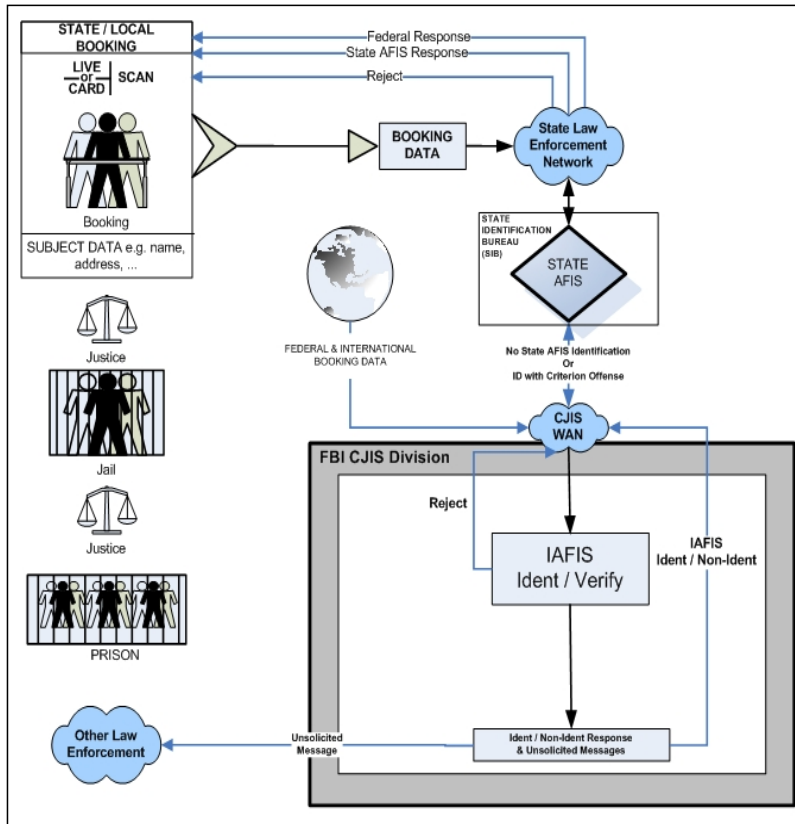 STATE / LOCAL
BOOKING
LIVE
or
CARD
SCAN
Booking
SUBJECT DATA e.g. name,
address, ...
Federal Response
State AFIS Response
Reject
BOOKING
DATA
State Law
Enforcement
Network
STATE
IDENTIFICATION
BUREAU
(SIB)
STATE
AFIS
FEDERAL & INTERNATIONAL
BOOKING DATA
No State AFIS Identification
Or
ID with Criterion Offense
Justice
Jail
Justice
PRISON
CJIS
WAN
FBI CJIS Division
Reject
IAFIS
Ident / Verify
IAFIS
Ident / Non-Ident
Other Law
Enforcement
Unsolicited
Message
Ident / Non-Ident Response
& Unsolicited Messages